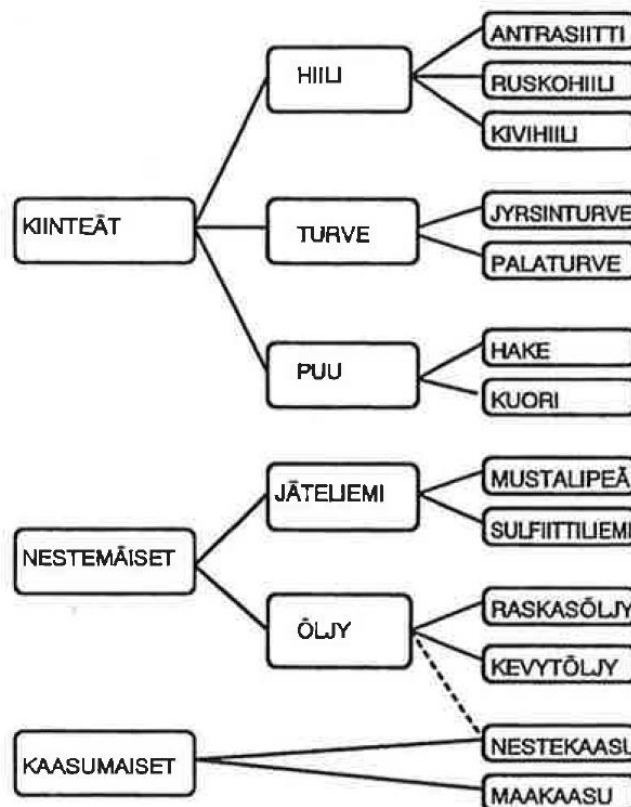 KIINTEÄT
HIILI
ANTRASIITTI
RUSKOHIILI
KIVIHIILI
TURVE
JYRSINTURVE
PALATURVE
PUU
HAKE
KUORI
NESTEMÄISET
JÄTELIEMI
MUSTALIPEÄ
SULFIITTILIEMI
ÖLJY
RASKASÖLJY
KEVYTÖLJY
KAASUMAISET
NESTEKAASU
MAAKAASU